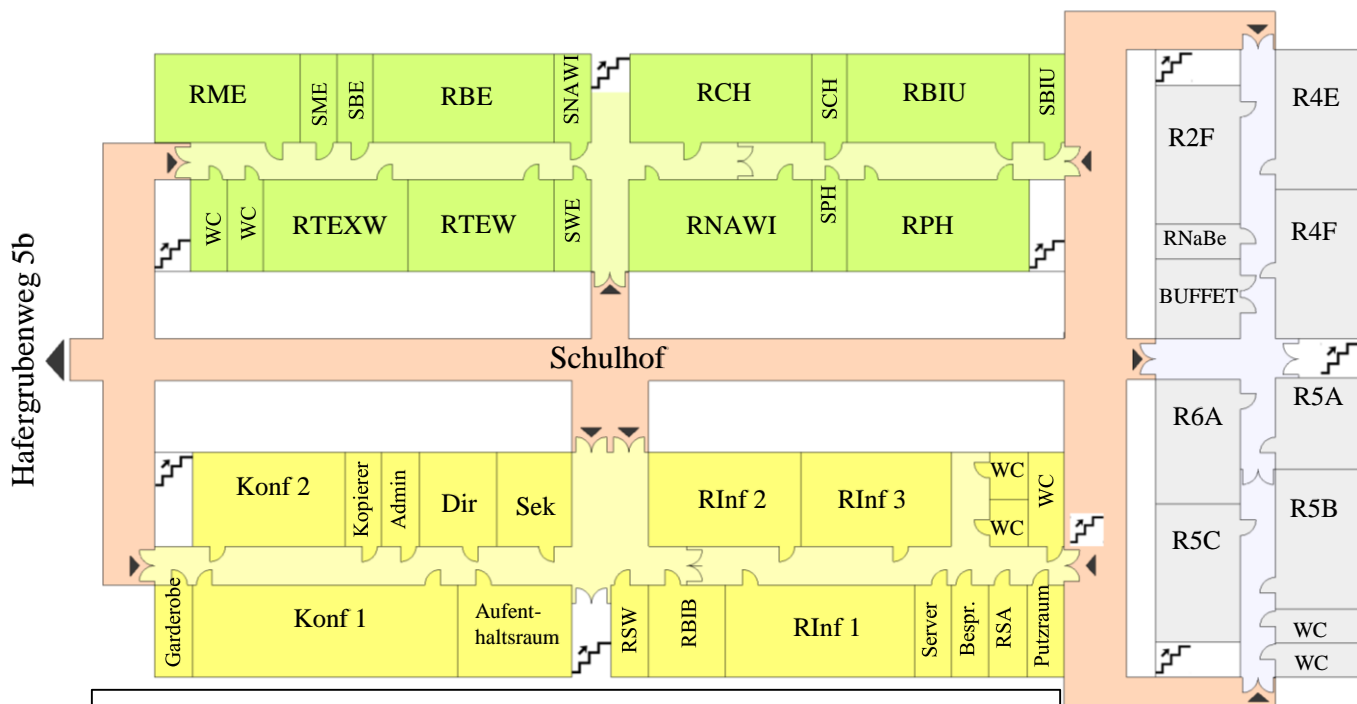 RME
SME
SBE
RBE
SNAWI
RCH
SCH
RBIU
SBIU
WC
WC
RTEXW
RTEW
SWE
RNAWI
SPH
RPH
R2F
RNaBe
BUFFET
R4E
R4F
Hafergrubenweg 5b
Schulhof
Konf 2
Kopierer
Admin
Dir
Sek
RInf 2
RInf 3
WC
WC
WC
Garderobe
Konf 1
Aufent-
haltsraum
RSW
RBIB
RInf 1
Server
Bespr.
RSA
Putzraum
R6A
R5C
R5A
R5B
WC
WC